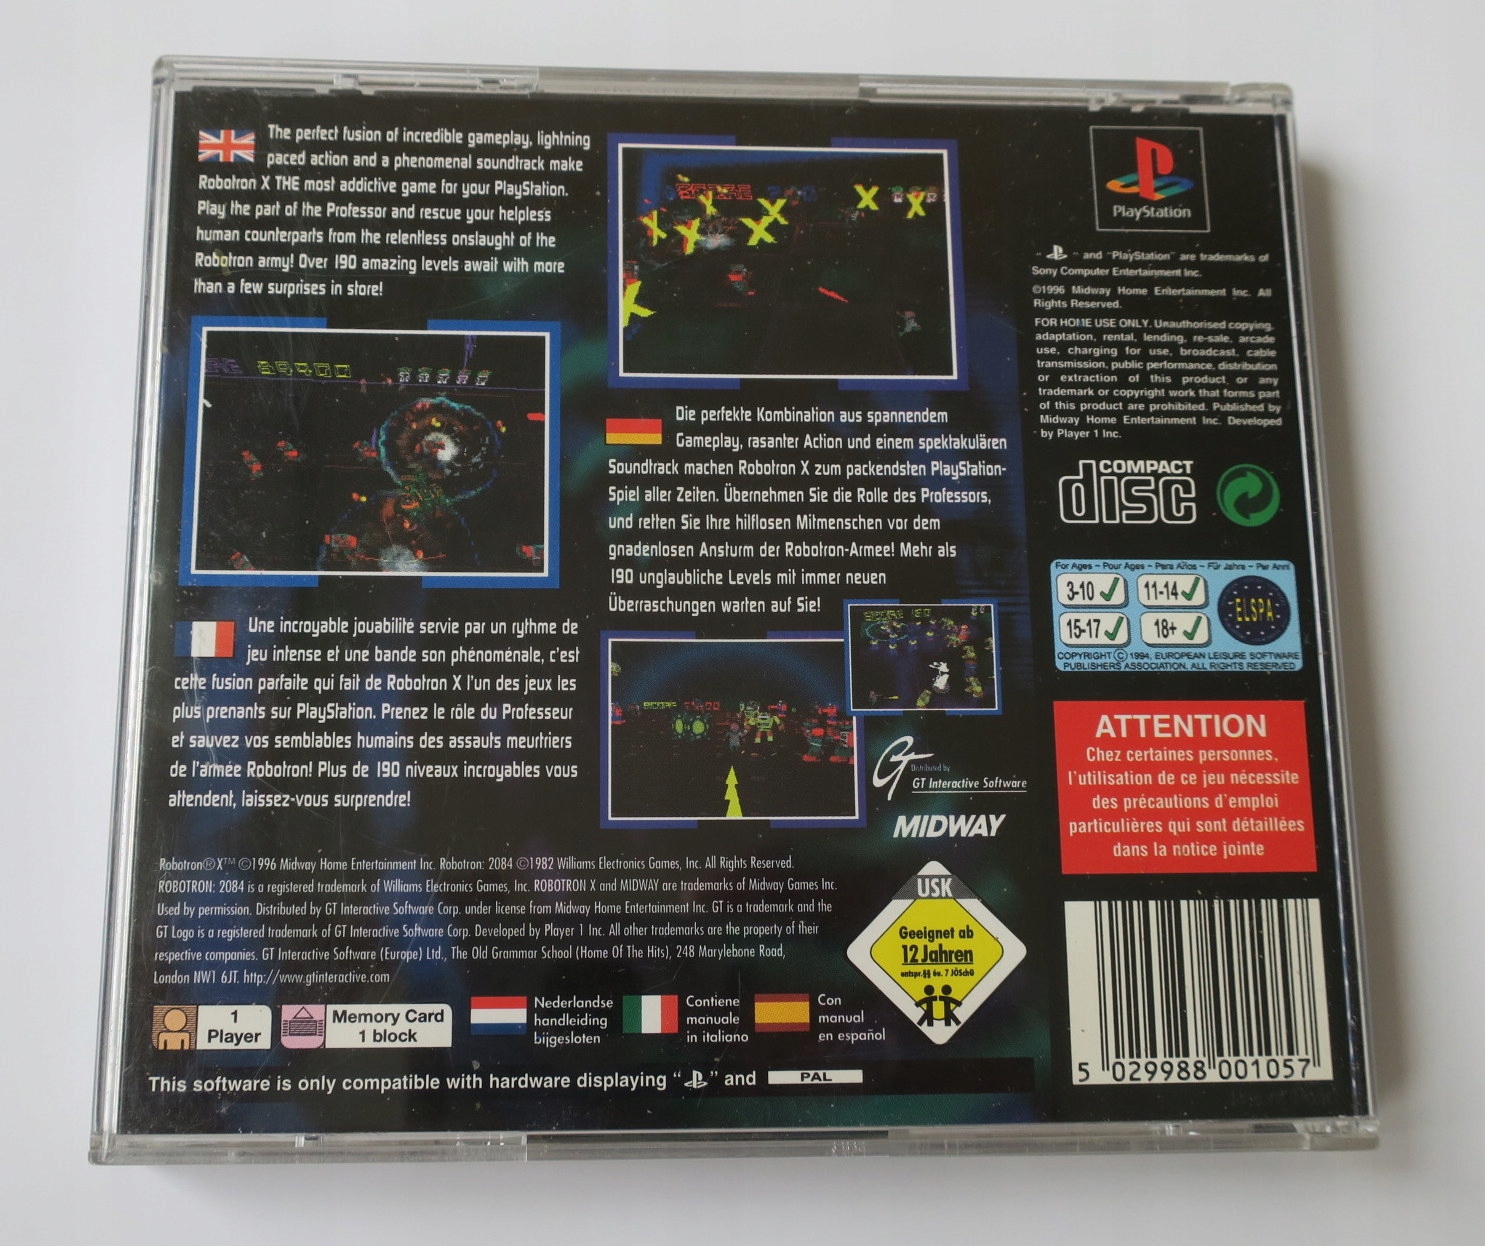 The perfect fusion of incredible gameplay, lightning
paced action and a phenomenal soundtrack make
Robotron X THE most addictive game for your PlayStation.
Play the part of the Professor and rescue your helpless
human counterparts from the relentless onslaught of the
Robotron army! Over 190 amazing levels await with more
than a few surprises in store!
Die perfekte Kombination aus spannendem
Gameplay, rasanter Action und einem spektakulären
Soundtrack machen Robotron X zum packendsten PlayStation-
Spiel aller Zeiten. Übernehmen Sie die Rolle des Professors,
und retten Sie Ihre hilflosen Mitmenschen vor dem
gnadenlosen Ansturm der Robotron-Armee! Mehr als
190 unglaubliche Levels mit immer neuen
Überraschungen warten auf Sie!
Une incroyable jouabilité servie par un rythme de
jeu intense et une bande son phénoménale, c'est
cette fusion parfaite qui fait de Robotron X l'un des jeux les
plus prenants sur PlayStation. Prenez le rôle du Professeur
et sauvez vos semblables humains des assauts meurtriers
de l'armée Robotron! Plus de 190 niveaux incroyables vous
attendent, laissez-vous surprendre!
Distributed by
GT Interactive Software
MIDWAY
Robotron®X™ ©1996 Midway Home Entertainment Inc. Robotron: 2084 ©1982 Williams Electronics Games, Inc. All Rights Reserved.
ROBOTRON: 2084 is a registered trademark of Williams Electronics Games, Inc. ROBOTRON X and MIDWAY are trademarks of Midway Games Inc.
Used by permission. Distributed by GT Interactive Software Corp. under license from Midway Home Entertainment Inc. GT is a trademark and the
GT Logo is a registered trademark of GT Interactive Software Corp. Developed by Player 1 Inc. All other trademarks are the property of their
respective companies. GT Interactive Software (Europe) Ltd., The Old Grammar School (Home Of The Hits), 248 Marylebone Road,
London NW1 6JT. http://www.gtinteractive.com
1
Player
Memory Card
1 block
Nederlandse
handleiding
bijgesloten
Contiene
manuale
in italiano
Con
manual
en español
USK
Geeignet ab
12 Jahren
entspr.§§ 6u. 7 JÖSchG
This software is only compatible with hardware displaying " " and PAL
PlayStation
" " and "PlayStation" are trademarks of
Sony Computer Entertainment Inc.
©1996 Midway Home Entertainment Inc. All
Rights Reserved.
FOR HOME USE ONLY. Unauthorised copying,
adaptation, rental, lending, re-sale, arcade
use, charging for use, broadcast, cable
transmission, public performance, distribution
or extraction of this product or any
trademark or copyright work that forms part
of this product are prohibited. Published by
Midway Home Entertainment Inc. Developed
by Player 1 Inc.
COMPACT
disc
For Ages – Pour Ages – Para Años – Für Jahre – Per Anni
3-10 ✓ 11-14 ✓
15-17 ✓ 18+ ✓
ELSPA
COPYRIGHT © 1994, EUROPEAN LEISURE SOFTWARE
PUBLISHERS ASSOCIATION. ALL RIGHTS RESERVED
ATTENTION
Chez certaines personnes,
l'utilisation de ce jeu nécessite
des précautions d'emploi
particulières qui sont détaillées
dans la notice jointe
5 029988 001057